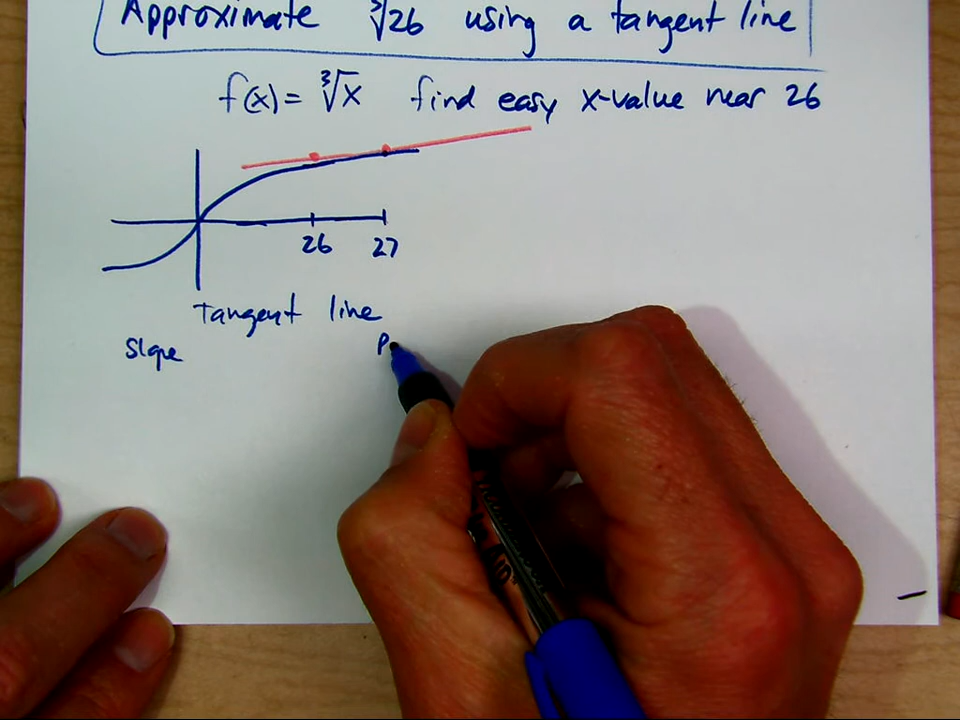 Approximate ∛26 using a tangent line
f(x) = ∛x find easy x-value near 26
26 27
Tangent line
Slope P